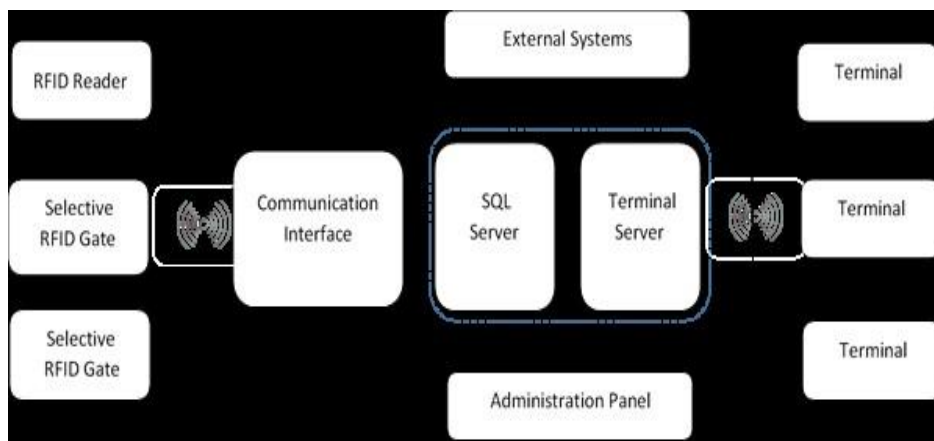 External Systems
RFID Reader
Terminal
Selective
RFID Gate
Communication
Interface
SQL
Server
Terminal
Server
Terminal
Selective
RFID Gate
Terminal
Administration Panel